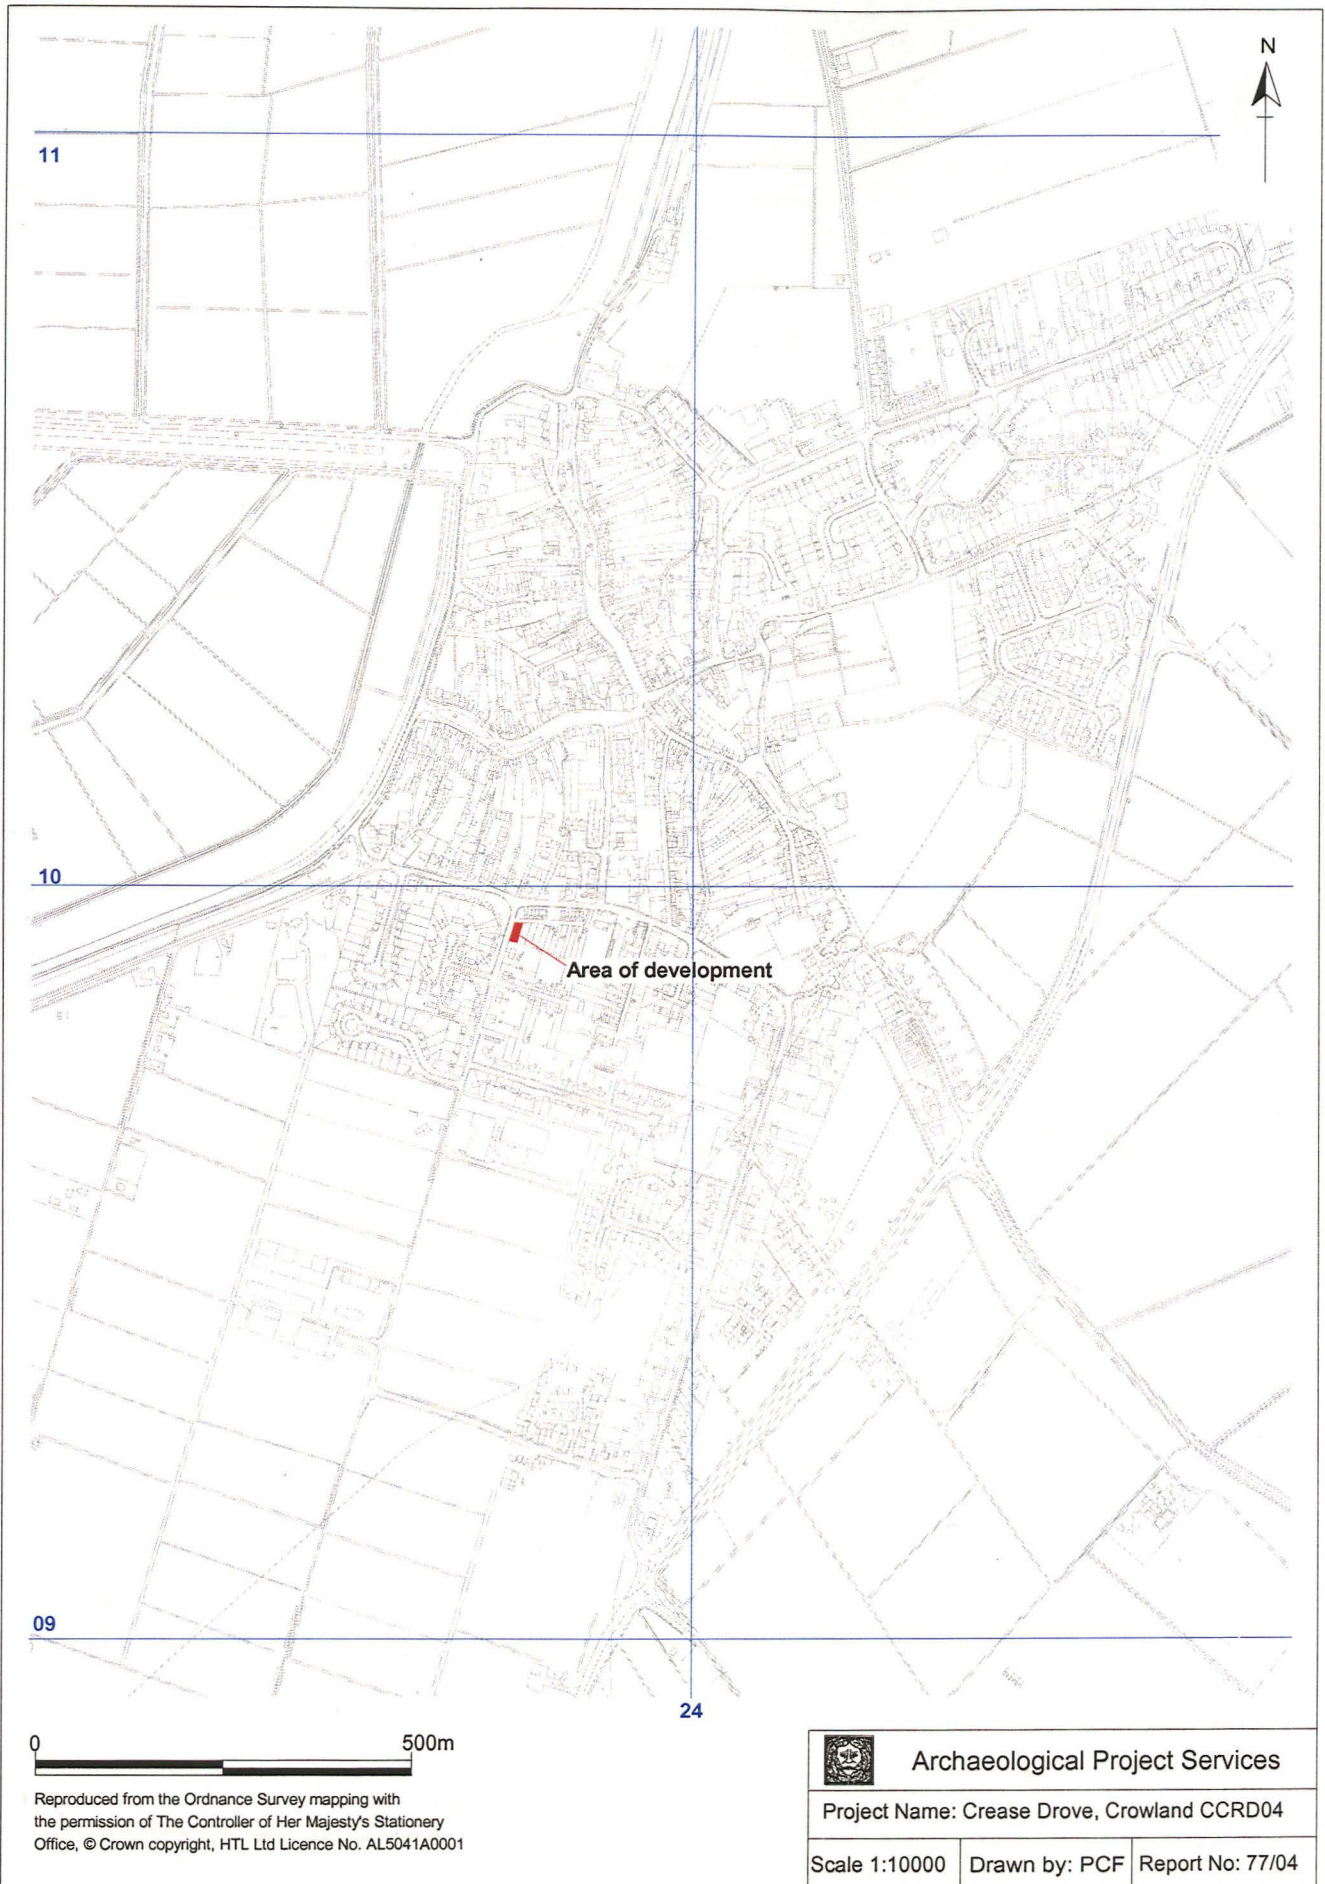 N
11
10
Area of development
09
24
0 500m
Reproduced from the Ordnance Survey mapping with
the permission of The Controller of Her Majesty's Stationery
Office, © Crown copyright, HTL Ltd Licence No. AL5041A0001
Archaeological Project Services
Project Name: Crease Drove, Crowland CCRD04
Scale 1:10000 Drawn by: PCF Report No: 77/04